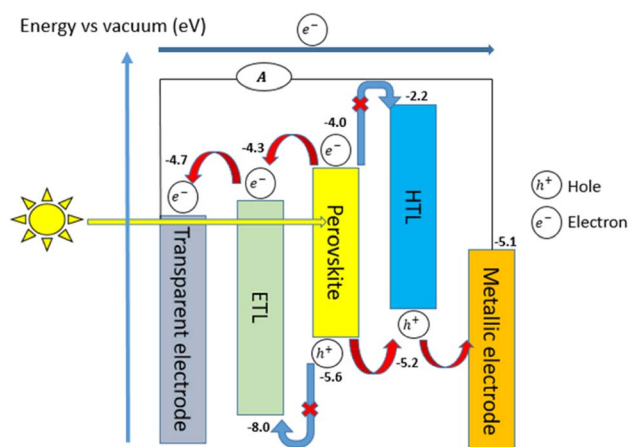 Energy vs vacuum (eV)
e⁻
A
-2.2
-4.0
-4.3
-4.7
e⁻
e⁻
e⁻
h⁺ Hole
e⁻ Electron
Transparent electrode
ETL
Perovskite
HTL
Metallic electrode
-5.1
h⁺
h⁺
-5.2
-5.6
-8.0